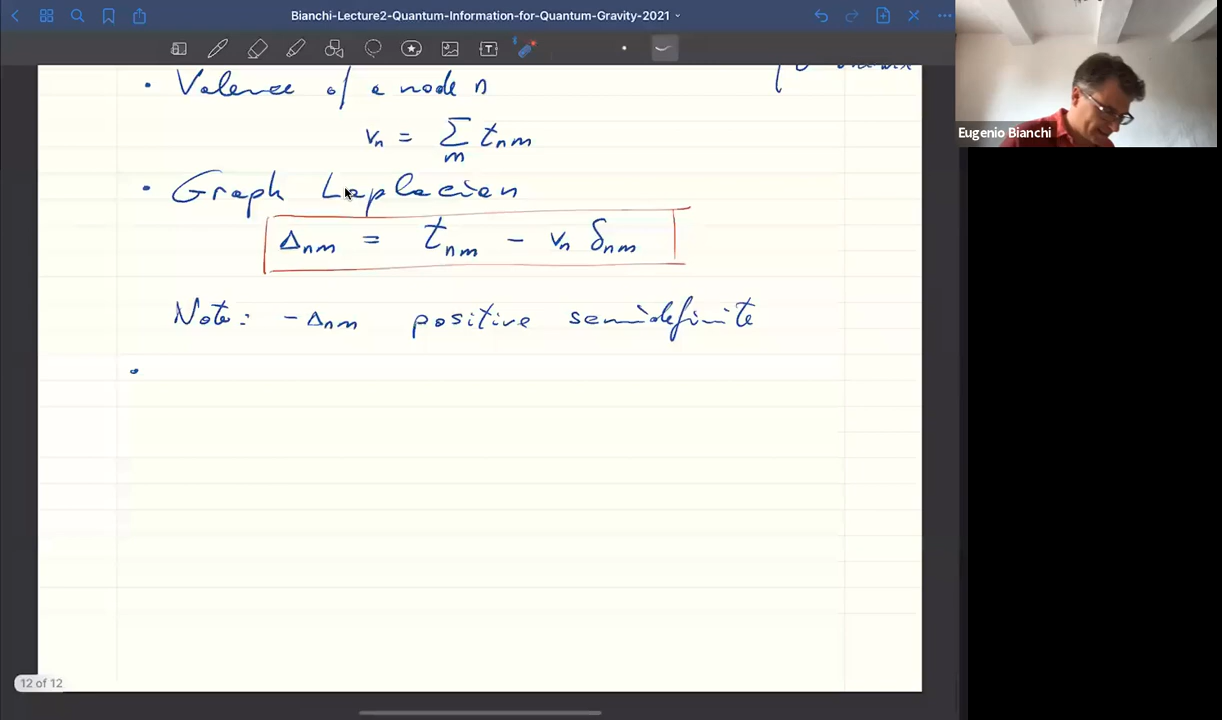 Bianchi-Lecture2-Quantum-Information-for-Quantum-Gravity-2021
• Valence of a node n
vₙ = Σₘ tₙₘ
• Graph Laplacian
Δₙₘ = tₙₘ − vₙ δₙₘ
Note: −Δₙₘ positive semidefinite
•
12 of 12
Eugenio Bianchi